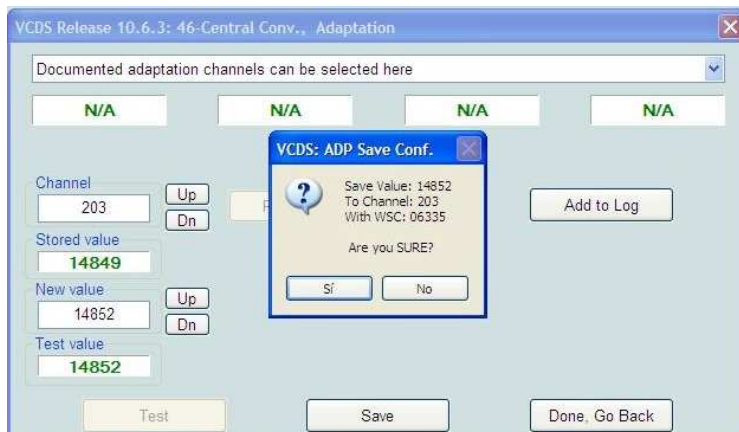 VCDS Release 10.6.3: 46-Central Conv., Adaptation
Documented adaptation channels can be selected here
N/A N/A N/A N/A
VCDS: ADP Save Conf.
Save Value: 14852
To Channel: 203
With WSC: 06335
Are you SURE?
Sí No
Channel
203
Up
Dn
Add to Log
Stored value
14849
New value
14852
Up
Dn
Test value
14852
Test Save Done, Go Back